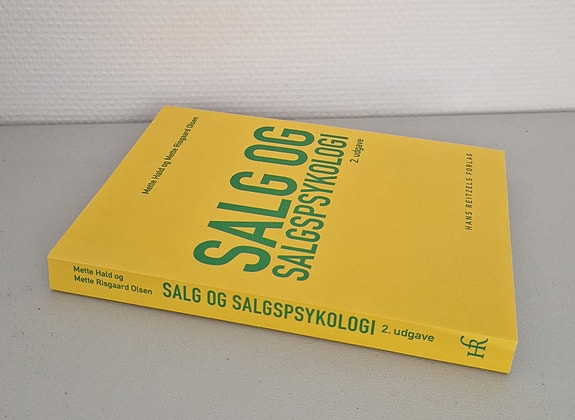 Mette Hald og Mette Risgaard Olsen
SALG OG
SALGSPSYKOLOGI
2. udgave
HANS REITZELS FORLAG
Mette Hald og
Mette Risgaard Olsen
SALG OG SALGSPSYKOLOGI 2. udgave
HR